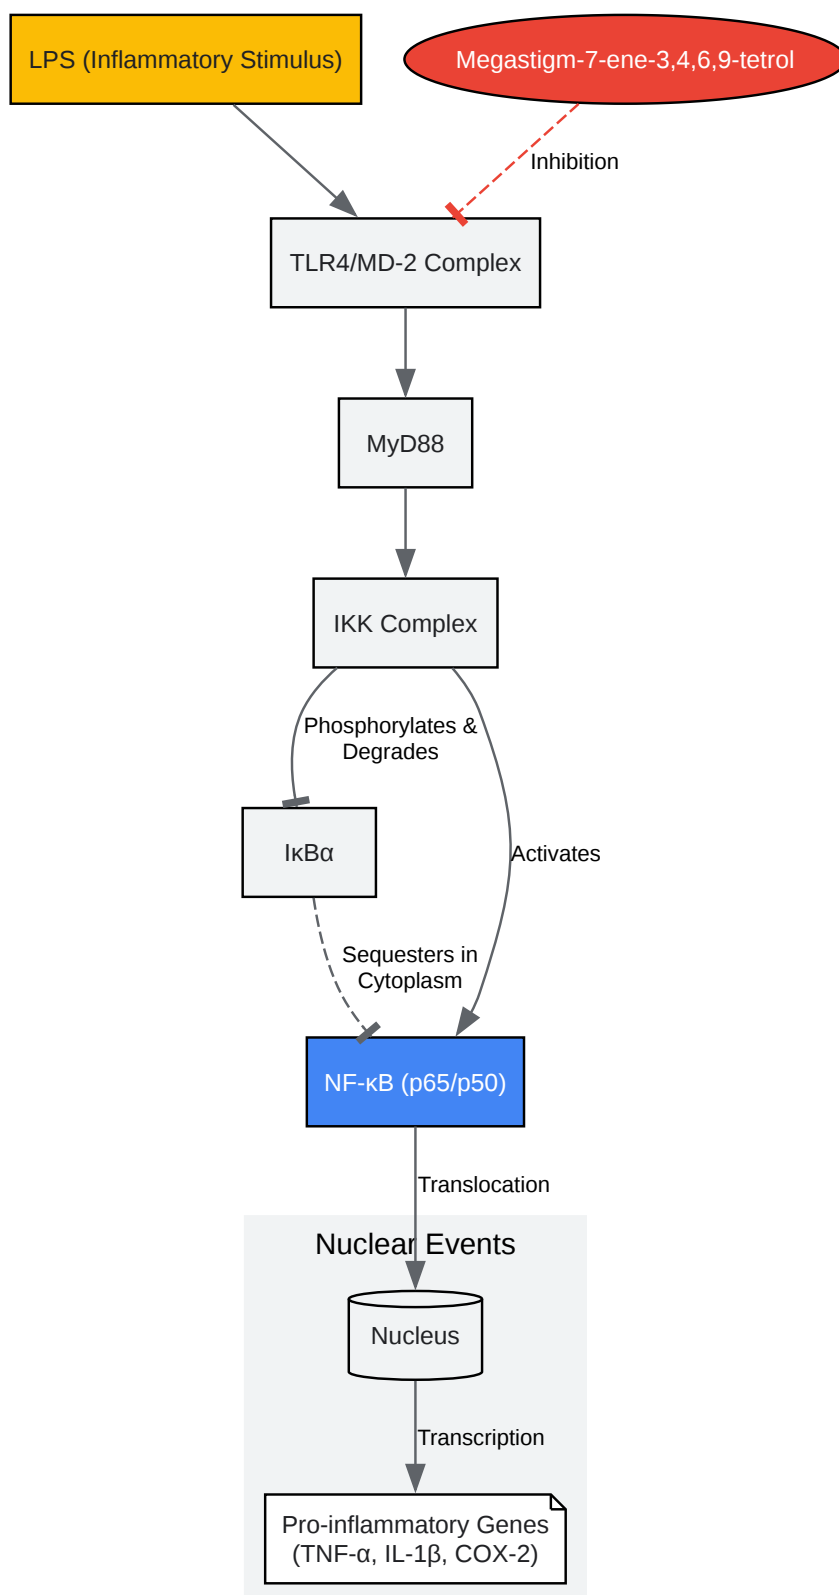 LPS (Inflammatory Stimulus)
Megastigm-7-ene-3,4,6,9-tetrol
Inhibition
TLR4/MD-2 Complex
MyD88
IKK Complex
Phosphorylates &
Degrades
IκBα
Activates
Sequesters in
Cytoplasm
NF-κB (p65/p50)
Translocation
Nuclear Events
Nucleus
Transcription
Pro-inflammatory Genes
(TNF-α, IL-1β, COX-2)